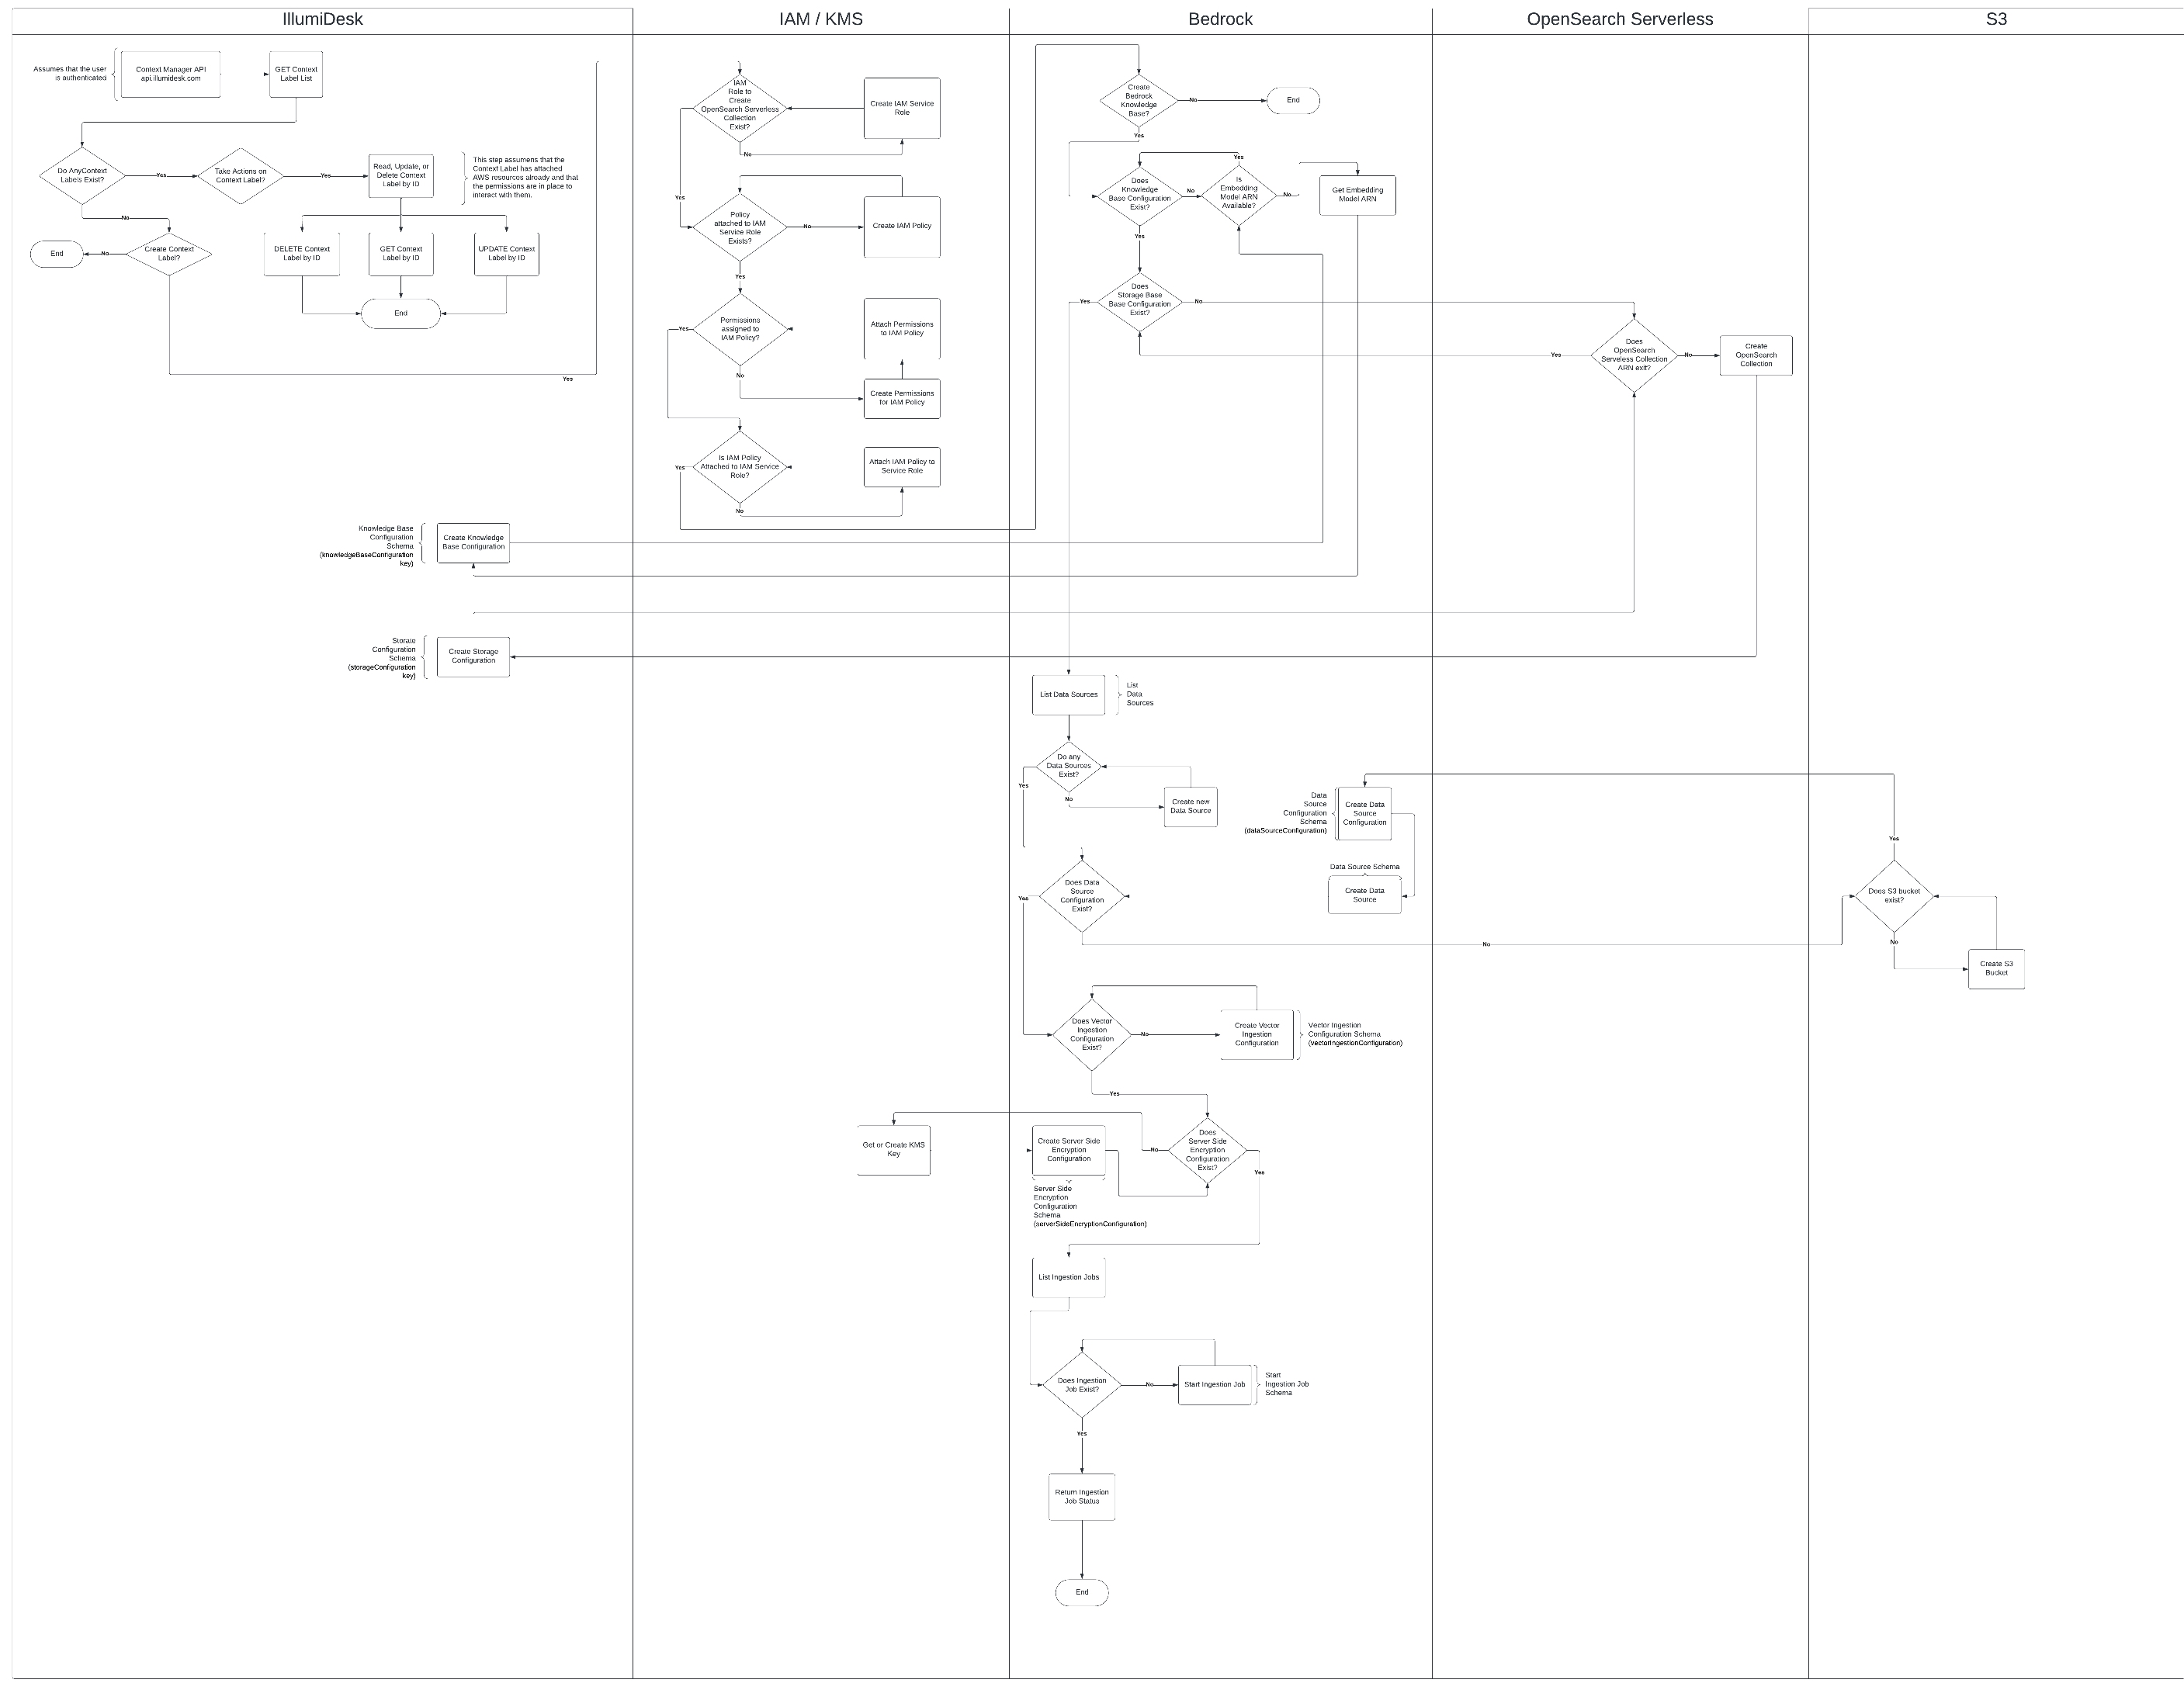 IllumiDesk
IAM / KMS
Bedrock
OpenSearch Serverless
S3
Assumes that the user
is authenticated
Context Manager API
api.illumidesk.com
GET Context
Label List
Do AnyContext
Labels Exist?
Yes
Take Actions on
Context Label?
Yes
Read, Update, or
Delete Context
Label by ID
This step assumens that the
Context Label has attached
AWS resources already and that
the permissions are in place to
interact with them.
No
End
No
Create Context
Label?
DELETE Context
Label by ID
GET Context
Label by ID
UPDATE Context
Label by ID
End
Yes
Knowledge Base
Configuration
Schema
(knowledgeBaseConfiguration
key)
Create Knowledge
Base Configuration
Storate
Configuration
Schema
(storageConfiguration
key)
Create Storage
Configuration
IAM
Role to
Create
OpenSearch Serverless
Collection
Exist?
Create IAM Service
Role
No
Yes
Policy
attached to IAM
Service Role
Exists?
No
Create IAM Policy
Yes
Permissions
assigned to
IAM Policy?
Yes
Attach Permissions
to IAM Policy
No
Create Permissions
for IAM Policy
Is IAM Policy
Attached to IAM Service
Role?
Yes
Attach IAM Policy to
Service Role
No
Get or Create KMS
Key
Create
Bedrock
Knowledge
Base?
No
End
Yes
Does
Knowledge
Base Configuration
Exist?
No
Yes
Is
Embedding
Model ARN
Available?
No
Get Embedding
Model ARN
Yes
Does
Storage Base
Base Configuration
Exist?
Yes
No
Yes
Does
OpenSearch
Serveless Collection
ARN exit?
No
Create
OpenSearch
Collection
List Data Sources
List
Data
Sources
Do any
Data Sources
Exist?
Yes
No
Create new
Data Source
Data
Source
Configuration
Schema
(dataSourceConfiguration)
Create Data
Source
Configuration
Data Source Schema
Create Data
Source
Does Data
Source
Configuration
Exist?
Yes
No
Yes
Does S3 bucket
exist?
No
Create S3
Bucket
Does Vector
Ingestion
Configuration
Exist?
No
Create Vector
Ingestion
Configuration
Vector Ingestion
Configuration Schema
(vectorIngestionConfiguration)
Yes
Does
Server Side
Encryption
Configuration
Exist?
No
Yes
Create Server Side
Encryption
Configuration
Server Side
Encryption
Configuration
Schema
(serverSideEncryptionConfiguration)
List Ingestion Jobs
Does Ingestion
Job Exist?
No
Start Ingestion Job
Start
Ingestion Job
Schema
Yes
Return Ingestion
Job Status
End